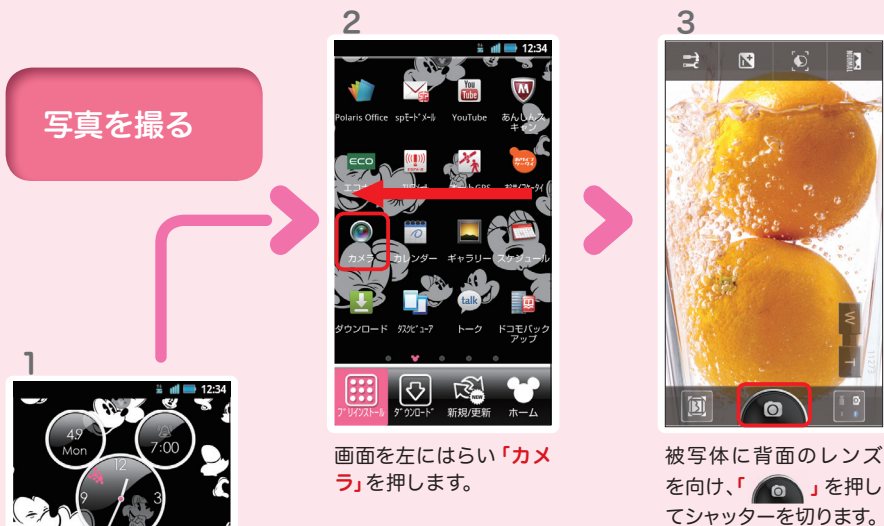 写真を撮る
1
12:34
4.9
Mon
7:00
12
9
3
2
12:34
Polaris Office
spﾓｰﾄﾞﾒｰﾙ
YouTube
あんしんス
キャン
ECO
カメラ
カレンダー
ギャラリー
スケジュール
talk
ダウンロード
ﾀｽｸﾋﾞｭｰｱ
トーク
ドコモバック
アップ
ﾌﾟﾘｲﾝｽﾄｰﾙ
ﾀﾞｳﾝﾛｰﾄﾞ
NEW
新規/更新
ホーム
画面を左にはらい「カメ
ラ」を押します。
3
NORMAL
W
T
11273
被写体に背面のレンズ
を向け、「 」を押し
てシャッターを切ります。